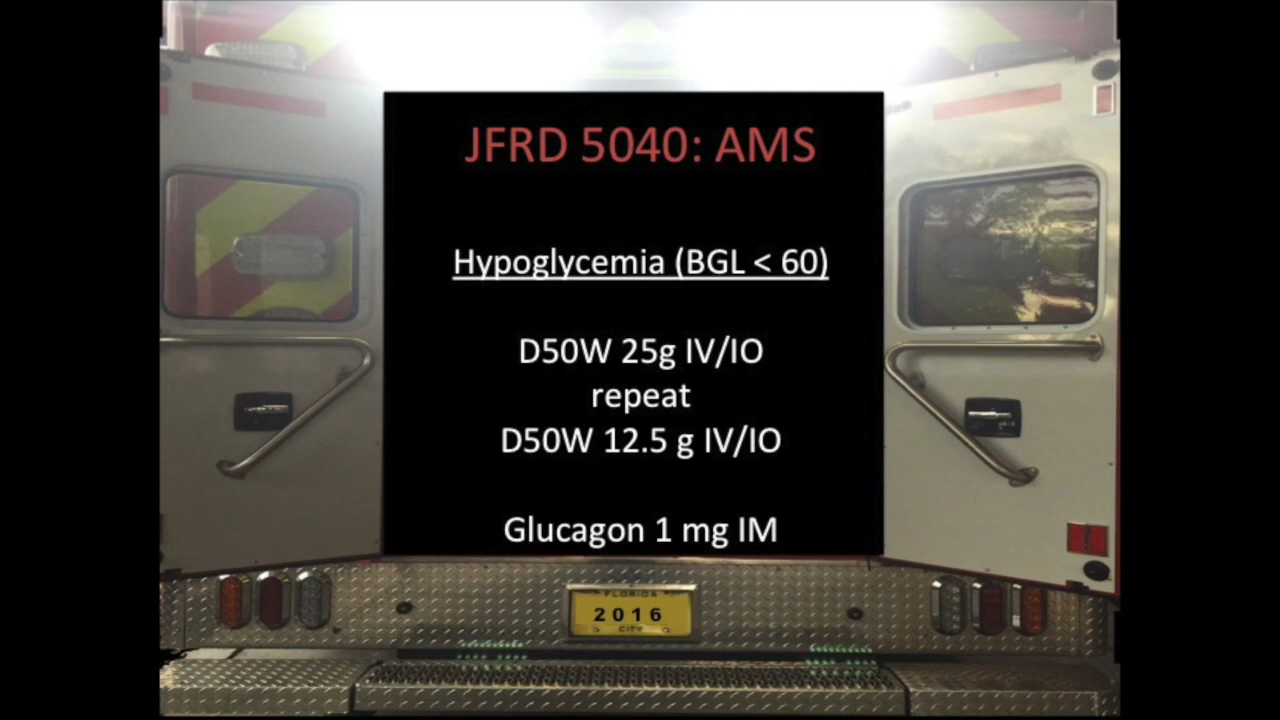 JFRD 5040: AMS
Hypoglycemia (BGL < 60)
D50W 25g IV/IO
repeat
D50W 12.5 g IV/IO
Glucagon 1 mg IM
FLORIDA
2016
CITY